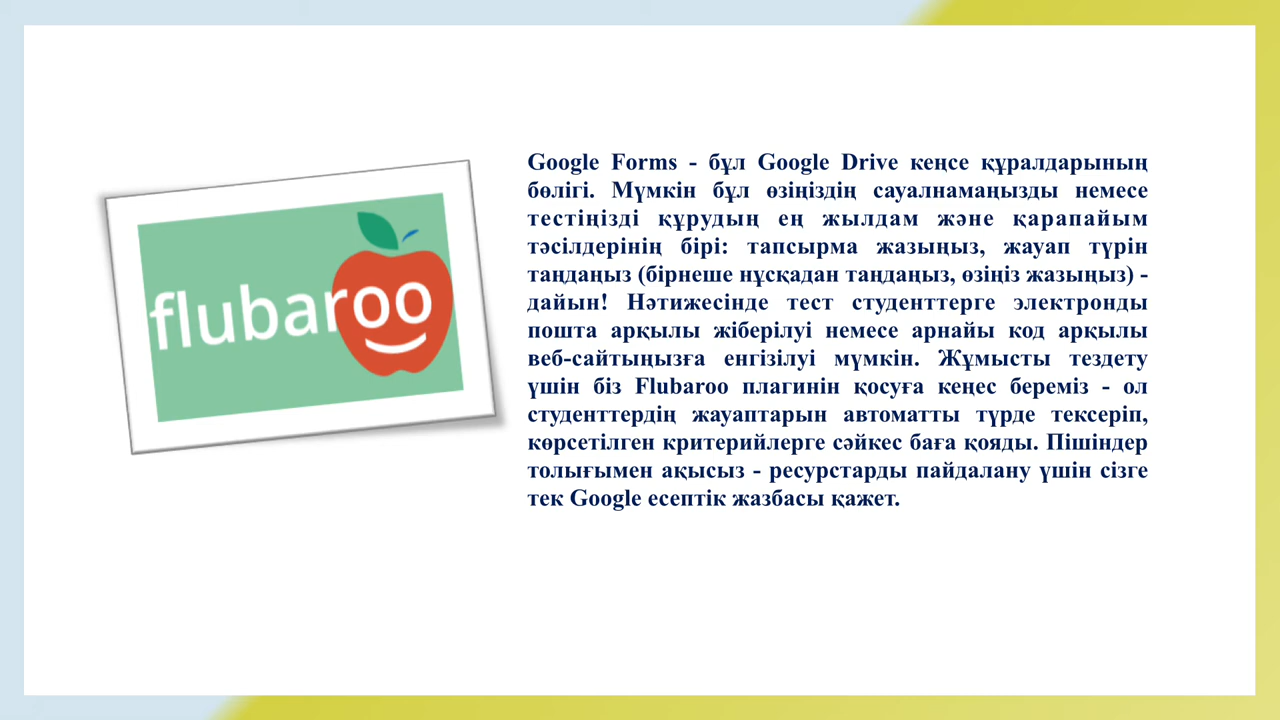 flubaroo
Google Forms - бұл Google Drive кеңсе құралдарының
бөлігі. Мүмкін бұл өзіңіздің сауалнамаңызды немесе
тестіңізді құрудың ең жылдам және қарапайым
тәсілдерінің бірі: тапсырма жазыңыз, жауап түрін
таңдаңыз (бірнеше нұсқадан таңдаңыз, өзіңіз жазыңыз) -
дайын! Нәтижесінде тест студенттерге электронды
пошта арқылы жіберілуі немесе арнайы код арқылы
веб-сайтыңызға енгізілуі мүмкін. Жұмысты тездету
үшін біз Flubaroo плагинін қосуға кеңес береміз - ол
студенттердің жауаптарын автоматты түрде тексеріп,
көрсетілген критерийлерге сәйкес баға қояды. Пішіндер
толығымен ақысыз - ресурстарды пайдалану үшін сізге
тек Google есептік жазбасы қажет.